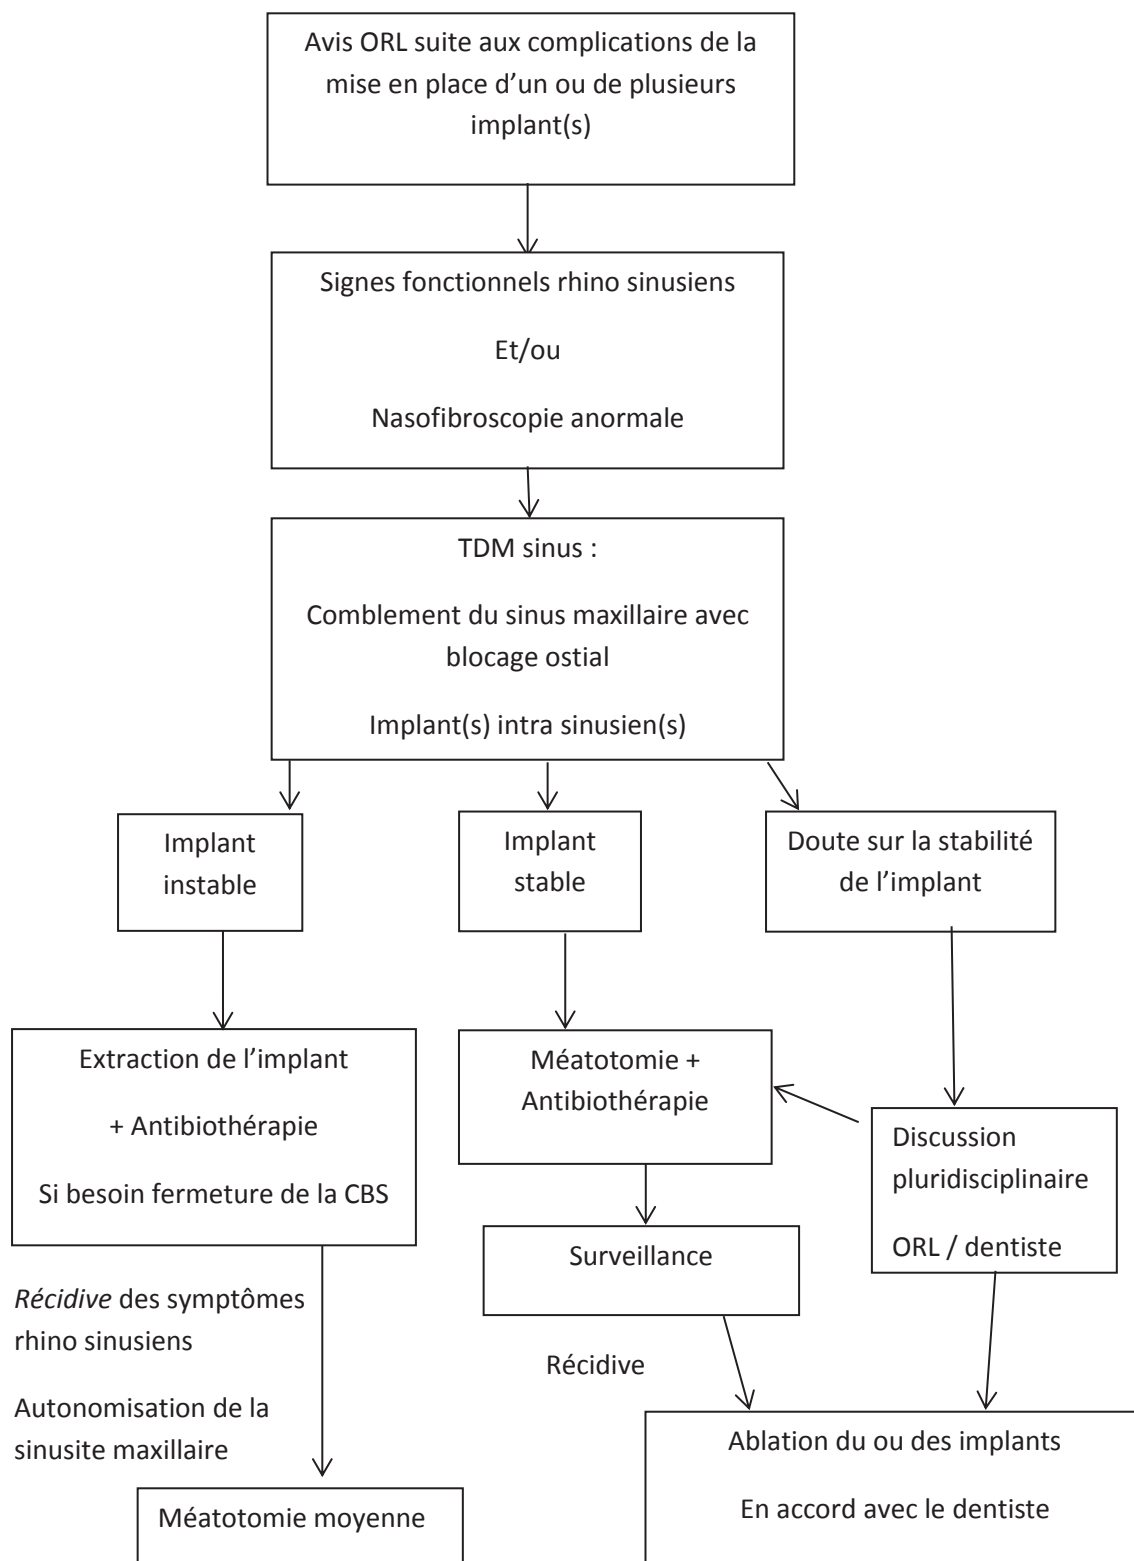 Avis ORL suite aux complications de la
mise en place d’un ou de plusieurs
implant(s)
Signes fonctionnels rhino sinusiens
Et/ou
Nasofibroscopie anormale
TDM sinus :
Comblement du sinus maxillaire avec
blocage ostial
Implant(s) intra sinusien(s)
Implant
instable
Implant
stable
Doute sur la stabilité
de l’implant
Extraction de l’implant
+ Antibiothérapie
Si besoin fermeture de la CBS
Méatotomie +
Antibiothérapie
Discussion
pluridisciplinaire
ORL / dentiste
Surveillance
Récidive des symptômes
rhino sinusiens
Autonomisation de la
sinusite maxillaire
Récidive
Méatotomie moyenne
Ablation du ou des implants
En accord avec le dentiste